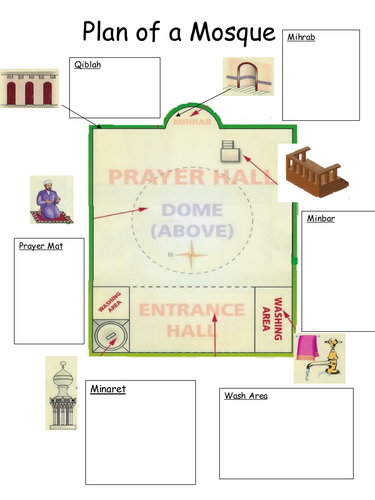 Plan of a Mosque
Mihrab
Qiblah
MIHRAB
PRAYER HALL
DOME
(ABOVE)
N
Minbar
Prayer Mat
WASHING
AREA
ENTRANCE
HALL
WASHING
AREA
Minaret
Wash Area